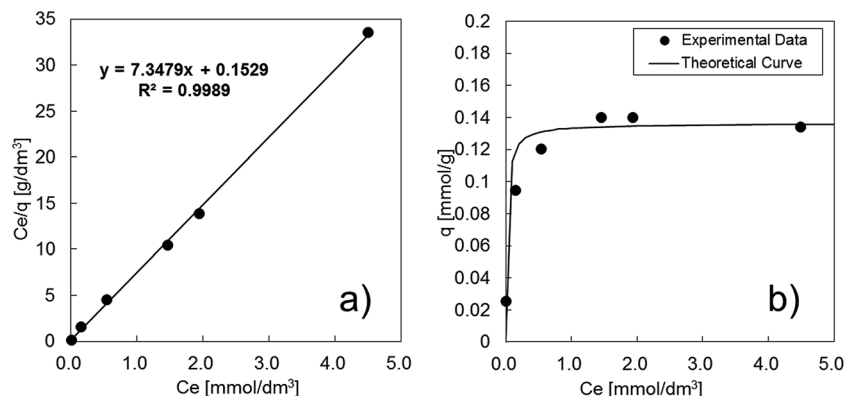 35
30
25
20
15
10
5
0
Ce/q [g/dm³]
y = 7.3479x + 0.1529
R² = 0.9989
a)
0.0 1.0 2.0 3.0 4.0 5.0
Ce [mmol/dm³]
0.2
0.18
0.16
0.14
0.12
0.1
0.08
0.06
0.04
0.02
0
q [mmol/g]
Experimental Data
Theoretical Curve
b)
0.0 1.0 2.0 3.0 4.0 5.0
Ce [mmol/dm³]